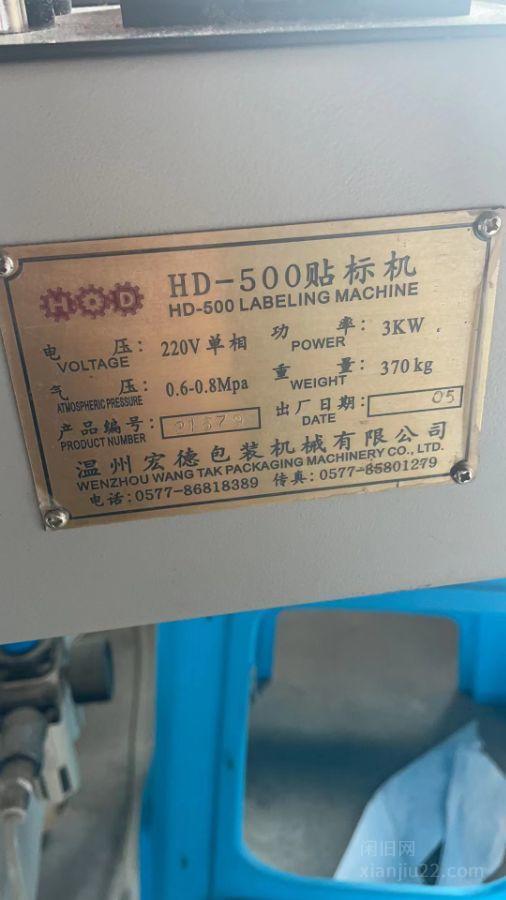 HOD
HD-500贴标机
HD-500 LABELING MACHINE
电压: 220V单相 功率: 3KW
VOLTAGE POWER
气压: 0.6-0.8Mpa 重量: 370kg
ATMOSPHERIC PRESSURE WEIGHT
产品编号: 出厂日期: 05
PRODUCT NUMBER DATE
温州宏德包装机械有限公司
WENZHOU WANG TAK PACKAGING MACHINERY CO., LTD.
电话:0577-86818389 传真:0577-85801279
闲旧网
xianjiu22.com